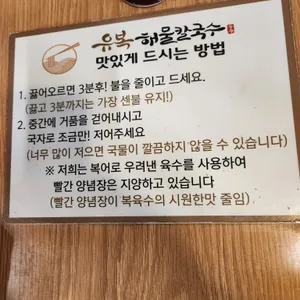 유복 해물칼국수
맛있게 드시는 방법
1. 끓어오르면 3분후! 불을 줄이고 드세요.
(끓고 3분까지는 가장 센불 유지!)
2. 중간에 거품을 걷어내시고
국자로 조금만! 저어주세요
(너무 많이 저으면 국물이 깔끔하지 않을 수 있습니다)
※ 저희는 복어로 우려낸 육수를 사용하여
빨간 양념장은 지양하고 있습니다
(빨간 양념장이 복육수의 시원한맛 줄임)